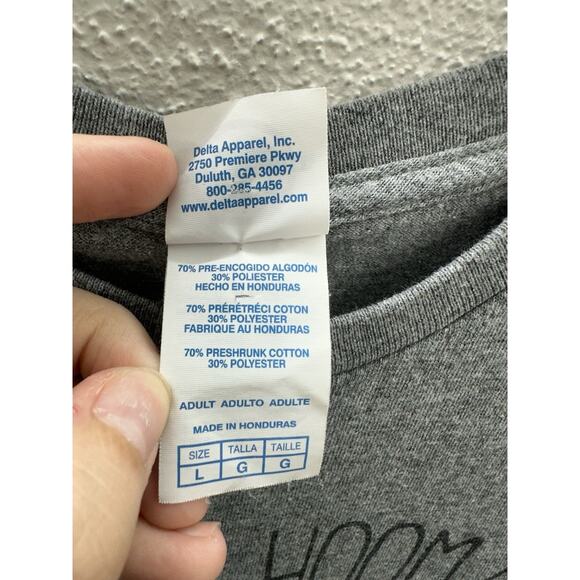 Delta Apparel, Inc.
2750 Premiere Pkwy
Duluth, GA 30097
800-285-4456
www.deltaapparel.com
70% PRE-ENCOGIDO ALGODÓN
30% POLIESTER
HECHO EN HONDURAS
70% PRÉRÉTRÉCI COTON
30% POLYESTER
FABRIQUE AU HONDURAS
70% PRESHRUNK COTTON
30% POLYESTER
ADULT ADULTO ADULTE
MADE IN HONDURAS
SIZE TALLA TAILLE
L G G